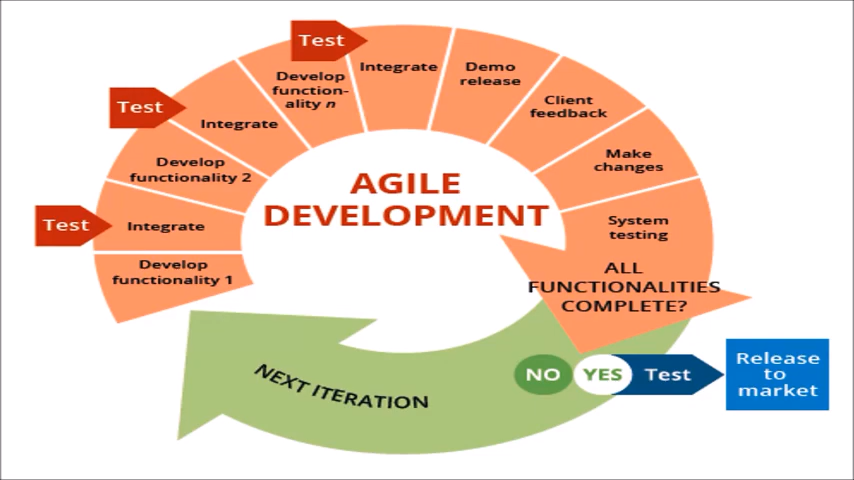 AGILE
DEVELOPMENT
Develop
functionality 1
Test
Integrate
Develop
functionality 2
Test
Integrate
Develop
function-
ality n
Test
Integrate
Demo
release
Client
feedback
Make
changes
System
testing
ALL
FUNCTIONALITIES
COMPLETE?
NO
YES
Test
Release
to
market
NEXT ITERATION